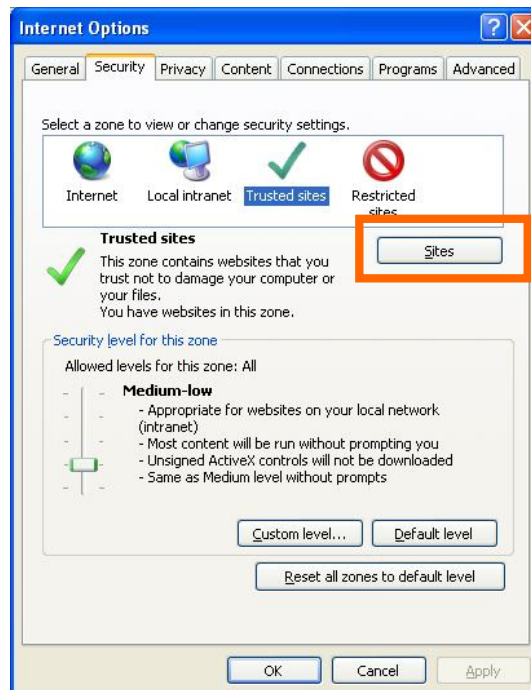 Internet Options
General Security Privacy Content Connections Programs Advanced
Select a zone to view or change security settings.
Internet Local intranet Trusted sites Restricted
sites
Trusted sites
Sites
This zone contains websites that you
trust not to damage your computer or
your files.
You have websites in this zone.
Security level for this zone
Allowed levels for this zone: All
Medium-low
- Appropriate for websites on your local network
(intranet)
- Most content will be run without prompting you
- Unsigned ActiveX controls will not be downloaded
- Same as Medium level without prompts
Custom level... Default level
Reset all zones to default level
OK Cancel Apply